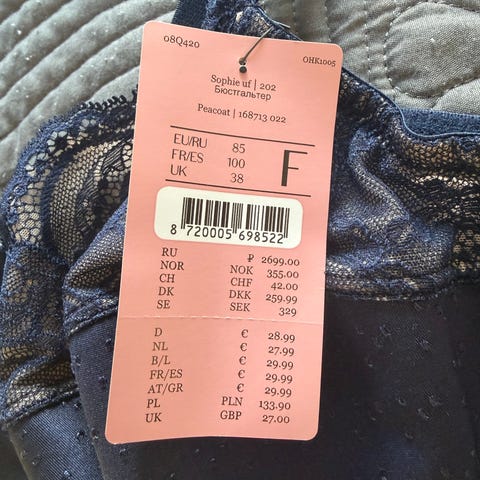 08Q420
OHK1005
Sophie uf | 202
Бюстгальтер
Peacoat | 168713 022
EU/RU 85
FR/ES 100 F
UK 38
8 720005 698522
RU ₽ 2699.00
NOR NOK 355.00
CH CHF 42.00
DK DKK 259.99
SE SEK 329
D € 28.99
NL € 27.99
B/L € 29.99
FR/ES € 29.99
AT/GR € 29.99
PL PLN 133.90
UK GBP 27.00